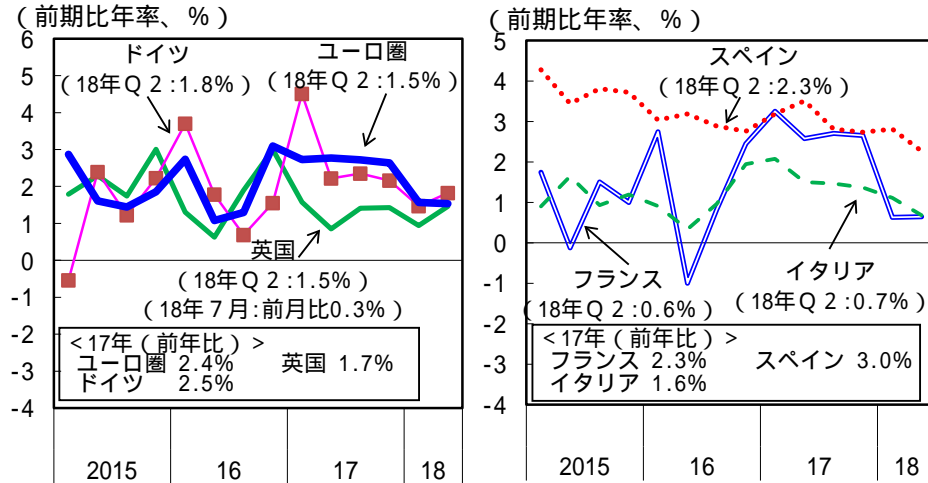 (前期比年率、%)
6
5
4
3
2
1
0
-1
-2
-3
-4
ドイツ
(18年Q2:1.8%)
ユーロ圏
(18年Q2:1.5%)
英国
(18年Q2:1.5%)
(18年7月:前月比0.3%)
<17年(前年比)>
ユーロ圏 2.4% 英国 1.7%
ドイツ 2.5%
2015 16 17 18
(前期比年率、%)
5
4
3
2
1
0
-1
-2
-3
-4
スペイン
(18年Q2:2.3%)
フランス
(18年Q2:0.6%)
イタリア
(18年Q2:0.7%)
<17年(前年比)>
フランス 2.3% スペイン 3.0%
イタリア 1.6%
2015 16 17 18